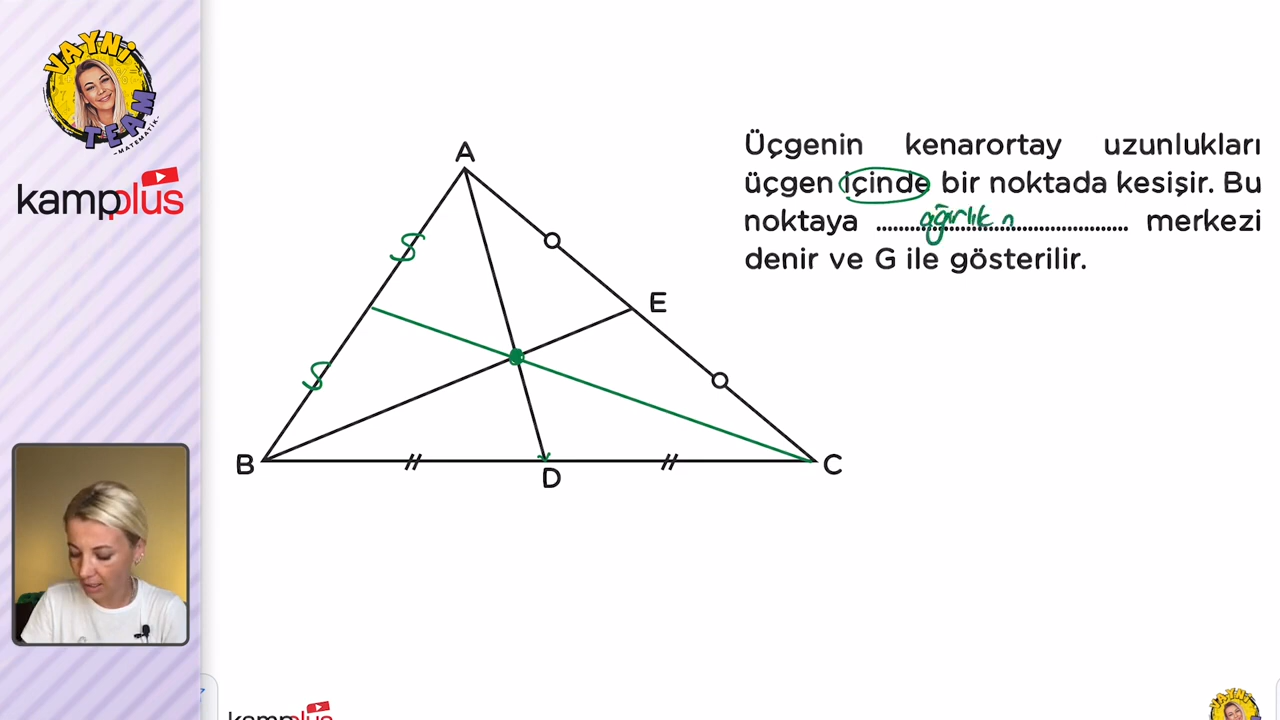 VAYNİ
TEAM
-MATEMATİK-
kampplus
A
S
E
S
B
D
C
Üçgenin kenarortay uzunlukları
üçgen içinde bir noktada kesişir. Bu
noktaya ağırlık merkezi
denir ve G ile gösterilir.
kampplus